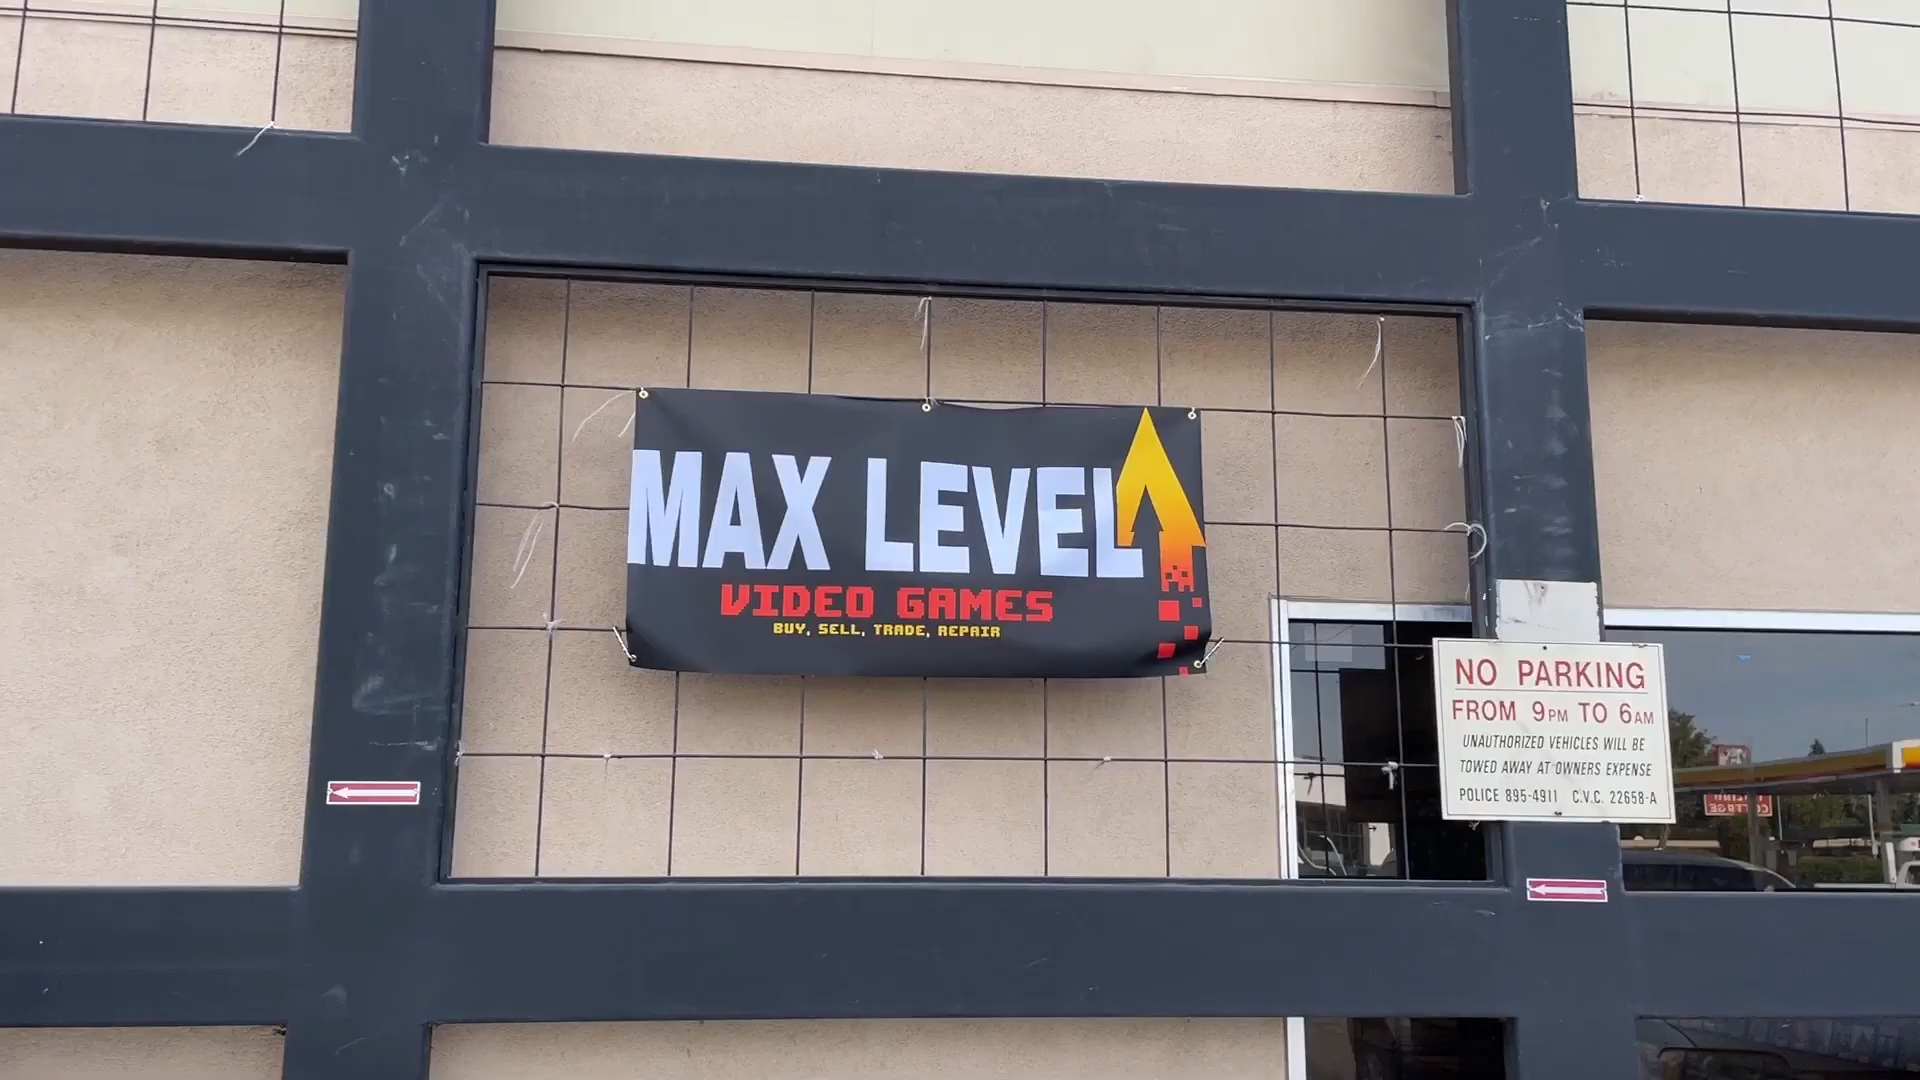 MAX LEVEL
VIDEO GAMES
BUY, SELL, TRADE, REPAIR
NO PARKING
FROM 9PM TO 6AM
UNAUTHORIZED VEHICLES WILL BE
TOWED AWAY AT OWNERS EXPENSE
POLICE 895-4911 C.V.C. 22658-A